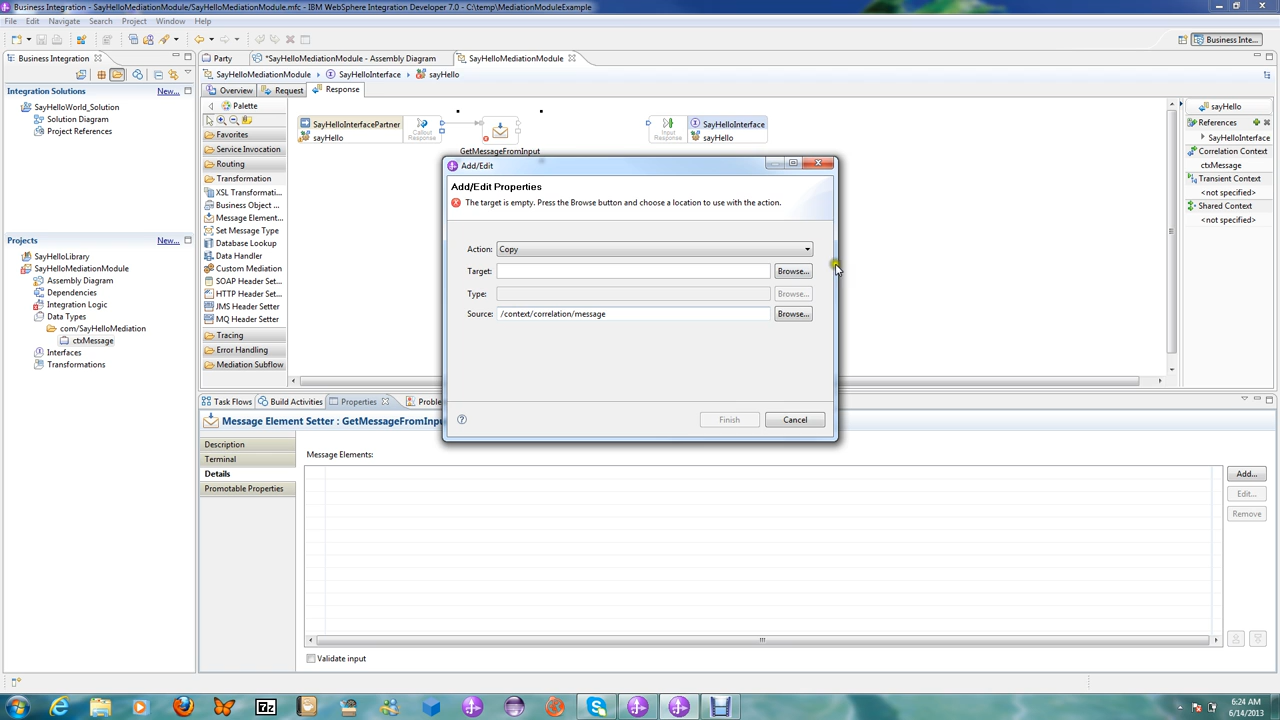 Business Integration - SayHelloMediationModule/SayHelloMediationModule.mfc - IBM WebSphere Integration Developer 7.0 - C:\temp\MediationModuleExample
File Edit Navigate Search Project Window Help
Business Inte...
Business Integration
Integration Solutions New...
SayHelloWorld_Solution
Solution Diagram
Project References
Projects New...
SayHelloLibrary
SayHelloMediationModule
Assembly Diagram
Dependencies
Integration Logic
Data Types
com/SayHelloMediation
ctxMessage
Interfaces
Transformations
Party *SayHelloMediationModule - Assembly Diagram SayHelloMediationModule
SayHelloMediationModule SayHelloInterface sayHello
Overview Request Response
Palette
Favorites
Service Invocation
Routing
Transformation
XSL Transformati...
Business Object ...
Message Element...
Set Message Type
Database Lookup
Data Handler
Custom Mediation
SOAP Header Set...
HTTP Header Set...
JMS Header Setter
MQ Header Setter
Tracing
Error Handling
Mediation Subflow
SayHelloInterfacePartner
sayHello
Callout
Response
GetMessageFromInput
Input
Response
SayHelloInterface
sayHello
sayHello
References
SayHelloInterface
Correlation Context
ctxMessage
Transient Context
<not specified>
Shared Context
<not specified>
Add/Edit
Add/Edit Properties
The target is empty. Press the Browse button and choose a location to use with the action.
Action: Copy
Target: Browse...
Type: Browse...
Source: /context/correlation/message Browse...
Finish Cancel
Task Flows Build Activities Properties Proble
Message Element Setter : GetMessageFromInpu
Description
Terminal
Details
Promotable Properties
Message Elements:
Add...
Edit...
Remove
Validate input
7z
6:24 AM
6/14/2013